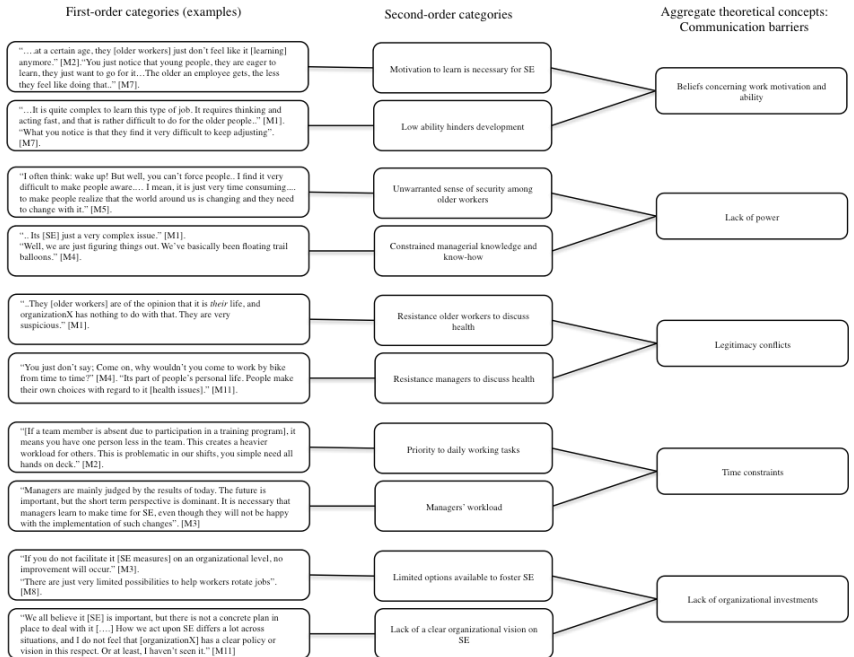 First-order categories (examples)
Second-order categories
Aggregate theoretical concepts:
Communication barriers
“….at a certain age, they [older workers] just don’t feel like it [learning]
anymore.” [M2].“You just notice that young people, they are eager to
learn, they just want to go for it…The older an employee gets, the less
they feel like doing that..” [M7].
Motivation to learn is necessary for SE
Beliefs concerning work motivation and
ability
“…It is quite complex to learn this type of job. It requires thinking and
acting fast, and that is rather difficult to do for the older people..” [M1].
“What you notice is that they find it very difficult to keep adjusting”.
[M7].
Low ability hinders development
“I often think: wake up! But well, you can’t force people.. I find it very
difficult to make people aware.… I mean, it is just very time consuming....
to make people realize that the world around us is changing and they need
to change with it.” [M5].
Unwarranted sense of security among
older workers
Lack of power
“.. Its [SE] just a very complex issue.” [M1].
“Well, we are just figuring things out. We’ve basically been floating trail
balloons.” [M4].
Constrained managerial knowledge and
know-how
“..They [older workers] are of the opinion that it is their life, and
organizationX has nothing to do with that. They are very
suspicious.” [M1].
Resistance older workers to discuss
health
Legitimacy conflicts
“You just don’t say; Come on, why wouldn’t you come to work by bike
from time to time?” [M4]. “Its part of people’s personal life. People make
their own choices with regard to it [health issues].” [M11].
Resistance managers to discuss health
“[If a team member is absent due to participation in a training program], it
means you have one person less in the team. This creates a heavier
workload for others. This is problematic in our shifts, you simple need all
hands on deck.” [M2].
Priority to daily working tasks
Time constraints
“Managers are mainly judged by the results of today. The future is
important, but the short term perspective is dominant. It is necessary that
managers learn to make time for SE, even though they will not be happy
with the implementation of such changes”. [M3]
Managers’ workload
“If you do not facilitate it [SE measures] on an organizational level, no
improvement will occur.” [M3].
“There are just very limited possibilities to help workers rotate jobs”.
[M8].
Limited options available to foster SE
Lack of organizational investments
“We all believe it [SE] is important, but there is not a concrete plan in
place to deal with it [….] How we act upon SE differs a lot across
situations, and I do not feel that [organizationX] has a clear policy or
vision in this respect. Or at least, I haven’t seen it.” [M11]
Lack of a clear organizational vision on
SE